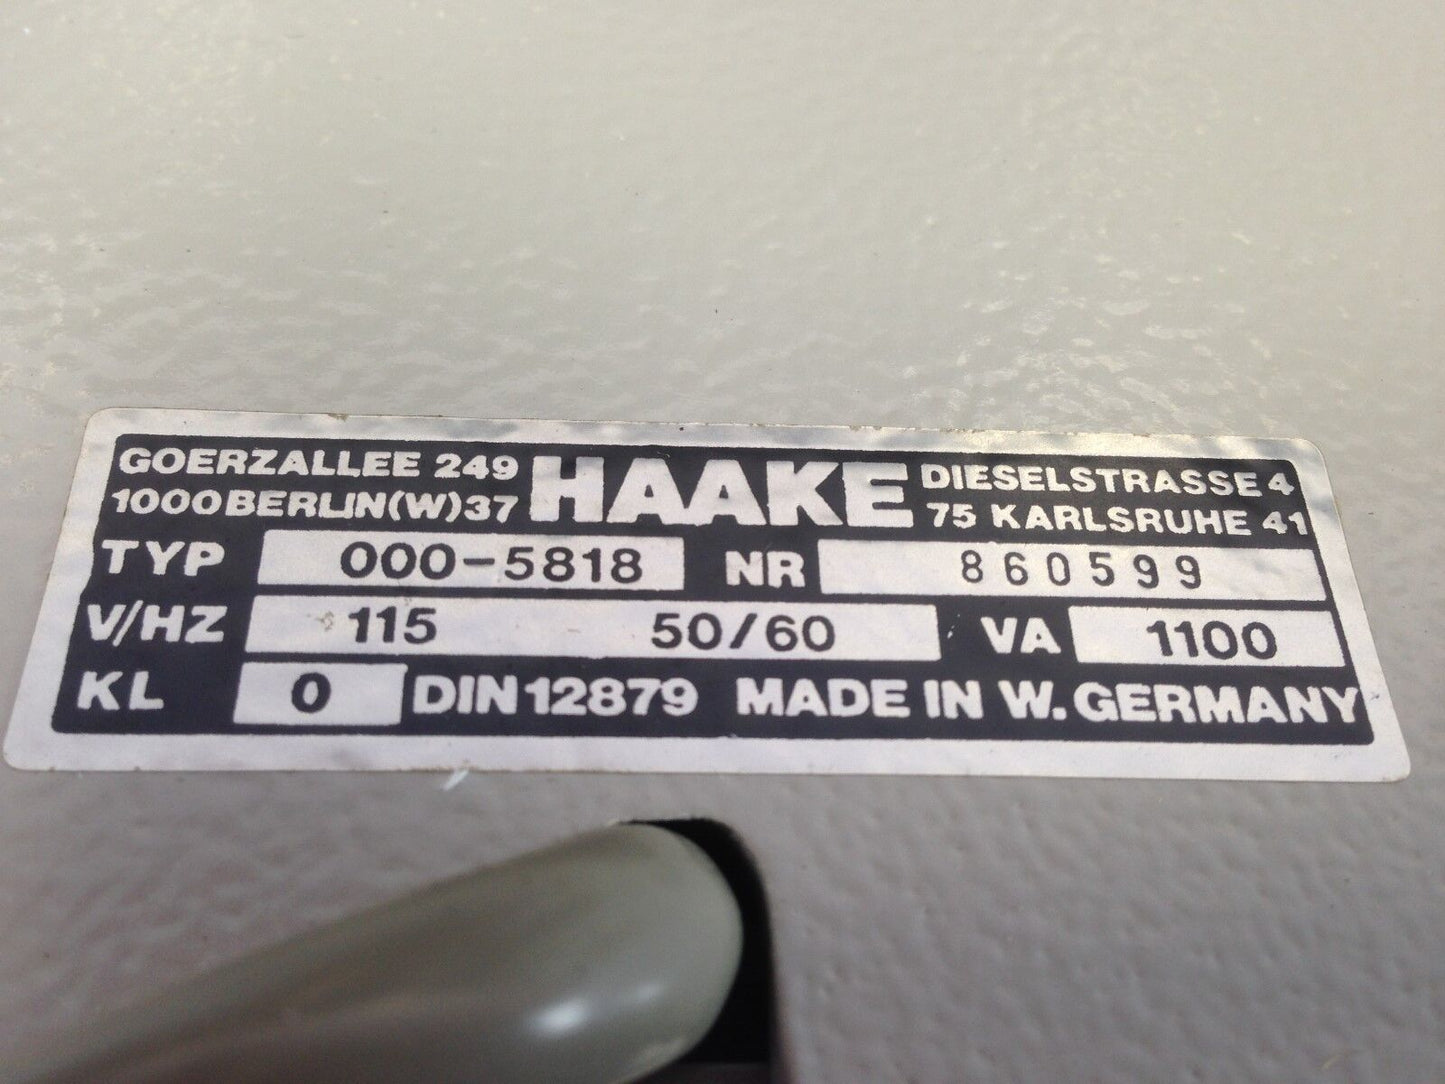 GOERZALLEE 249
1000 BERLIN(W)37
HAAKE
DIESELSTRASSE 4
75 KARLSRUHE 41
TYP 000-5818 NR 860599
V/HZ 115 50/60 VA 1100
KL 0 DIN 12879 MADE IN W. GERMANY